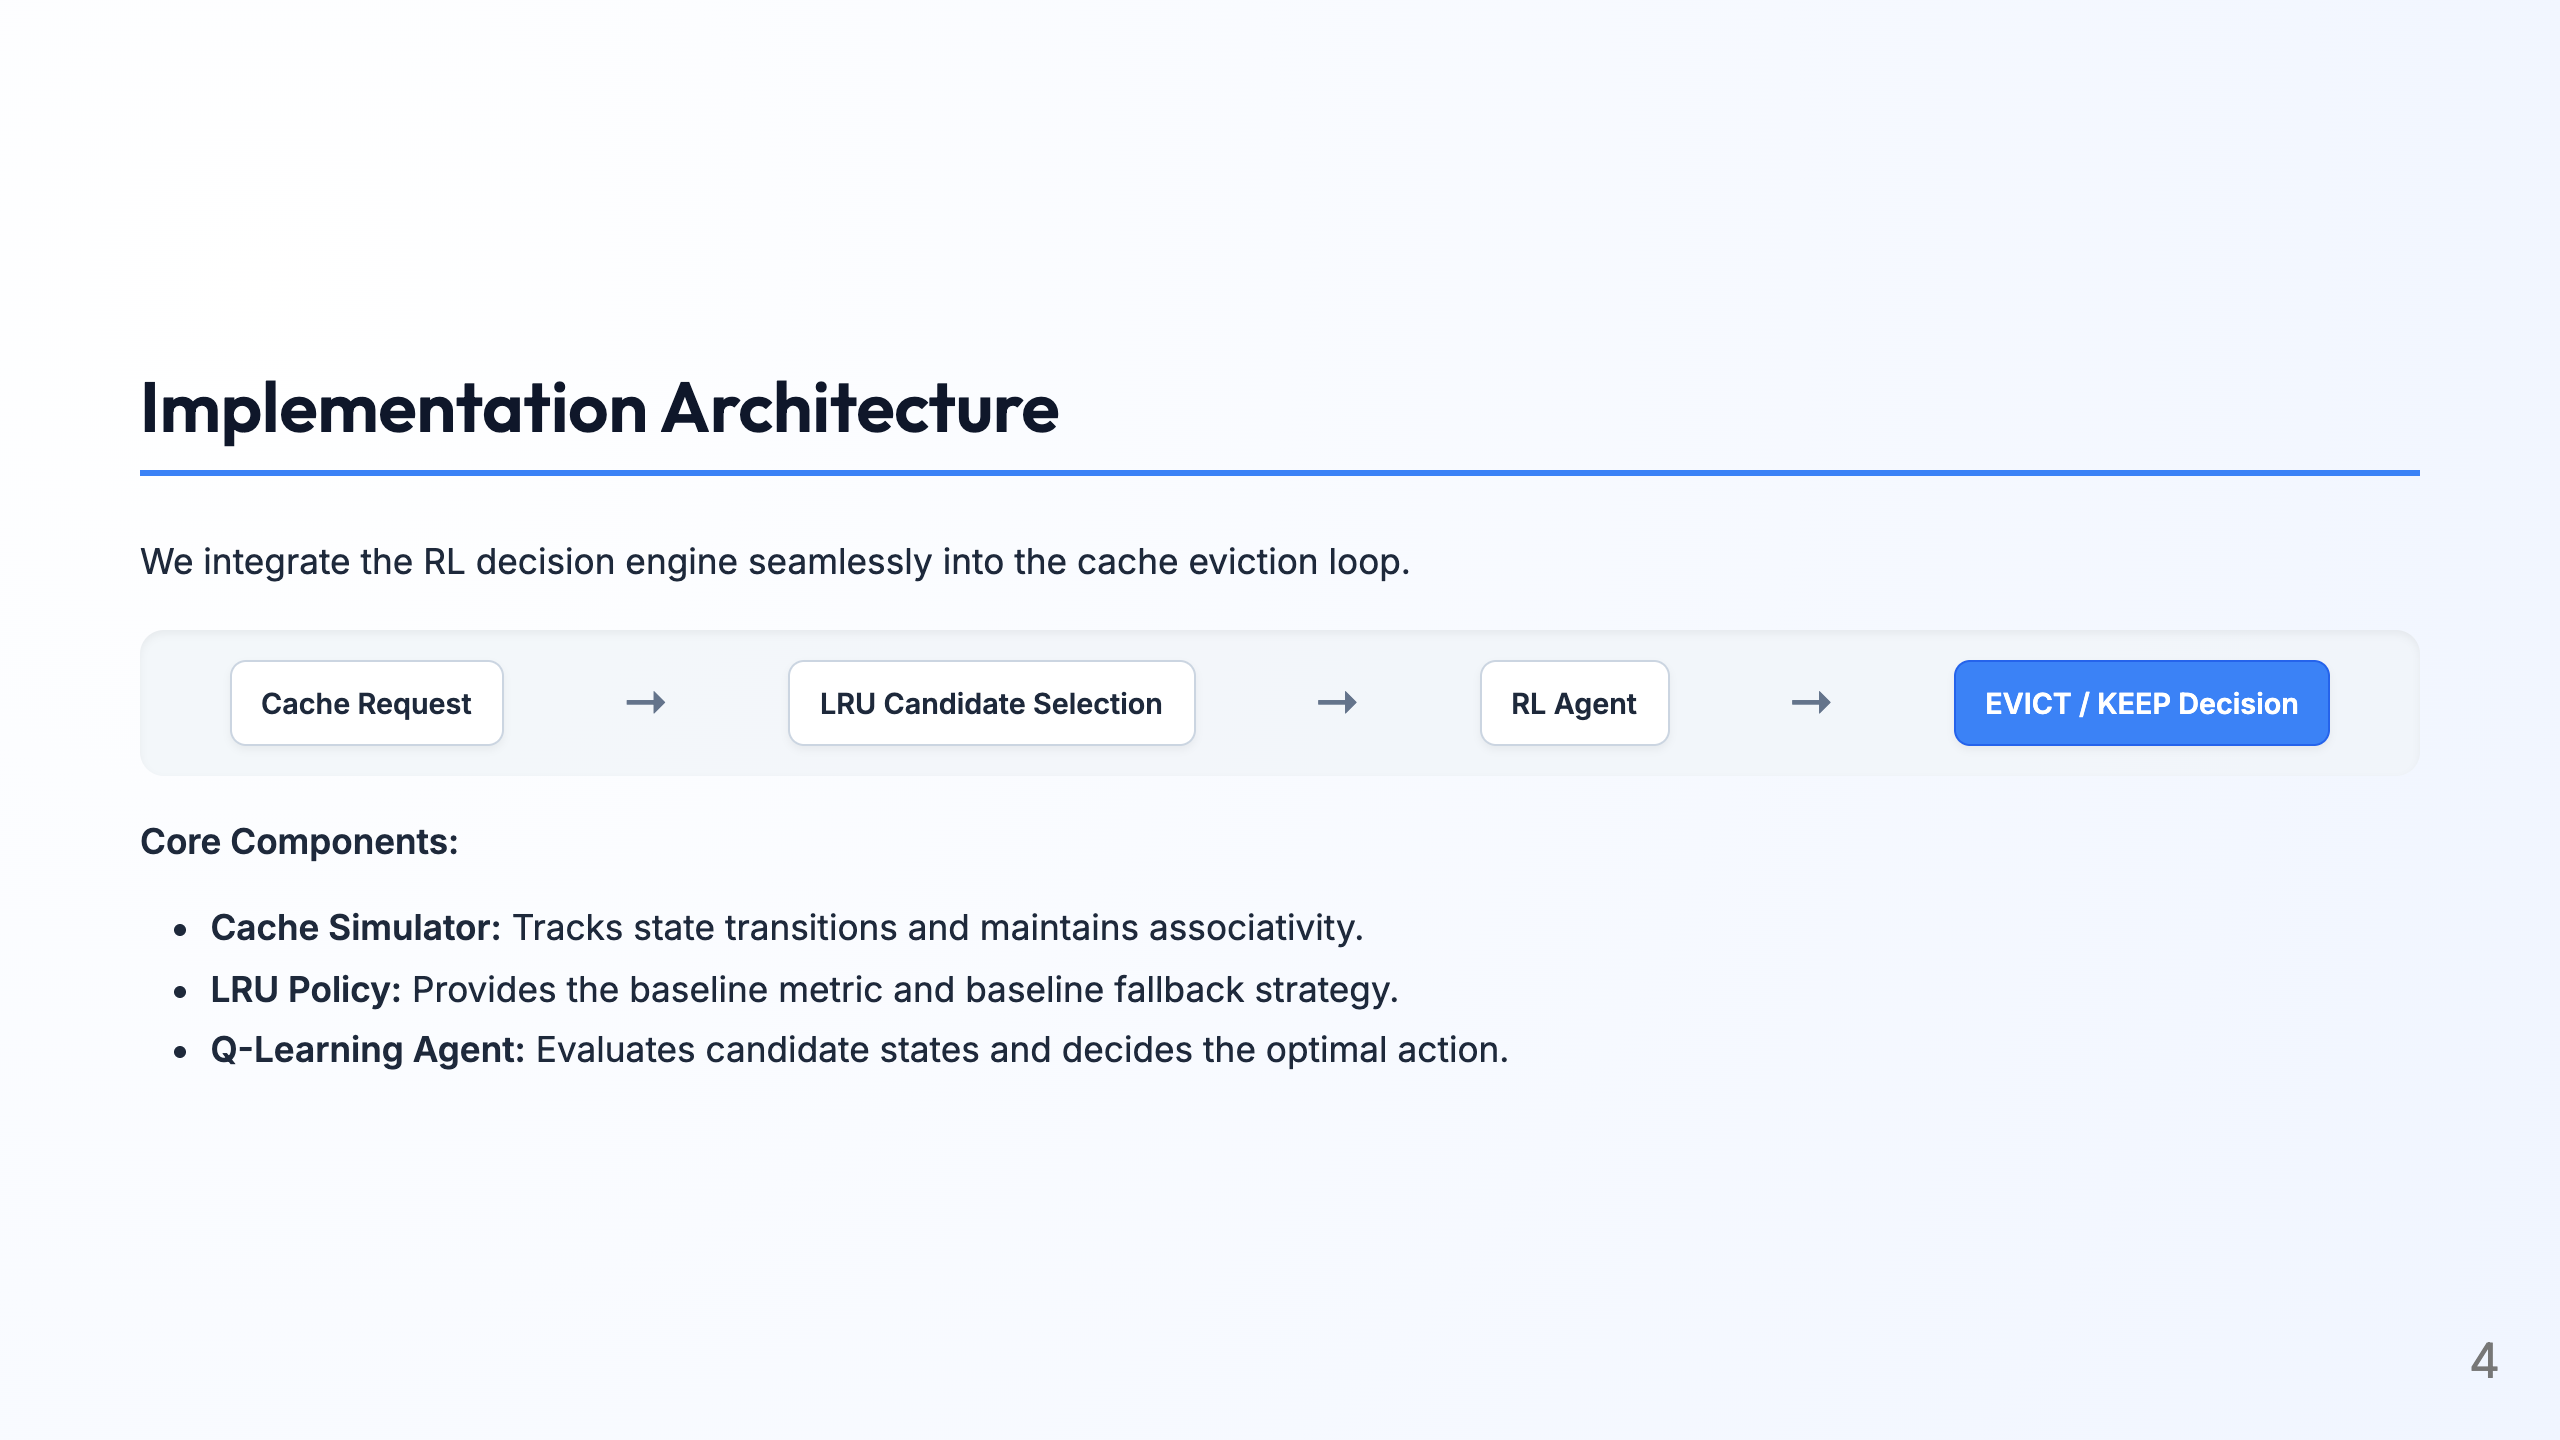 Implementation Architecture
We integrate the RL decision engine seamlessly into the cache eviction loop.
Cache Request → LRU Candidate Selection → RL Agent → EVICT / KEEP Decision
Core Components:
• Cache Simulator: Tracks state transitions and maintains associativity.
• LRU Policy: Provides the baseline metric and baseline fallback strategy.
• Q-Learning Agent: Evaluates candidate states and decides the optimal action.
4